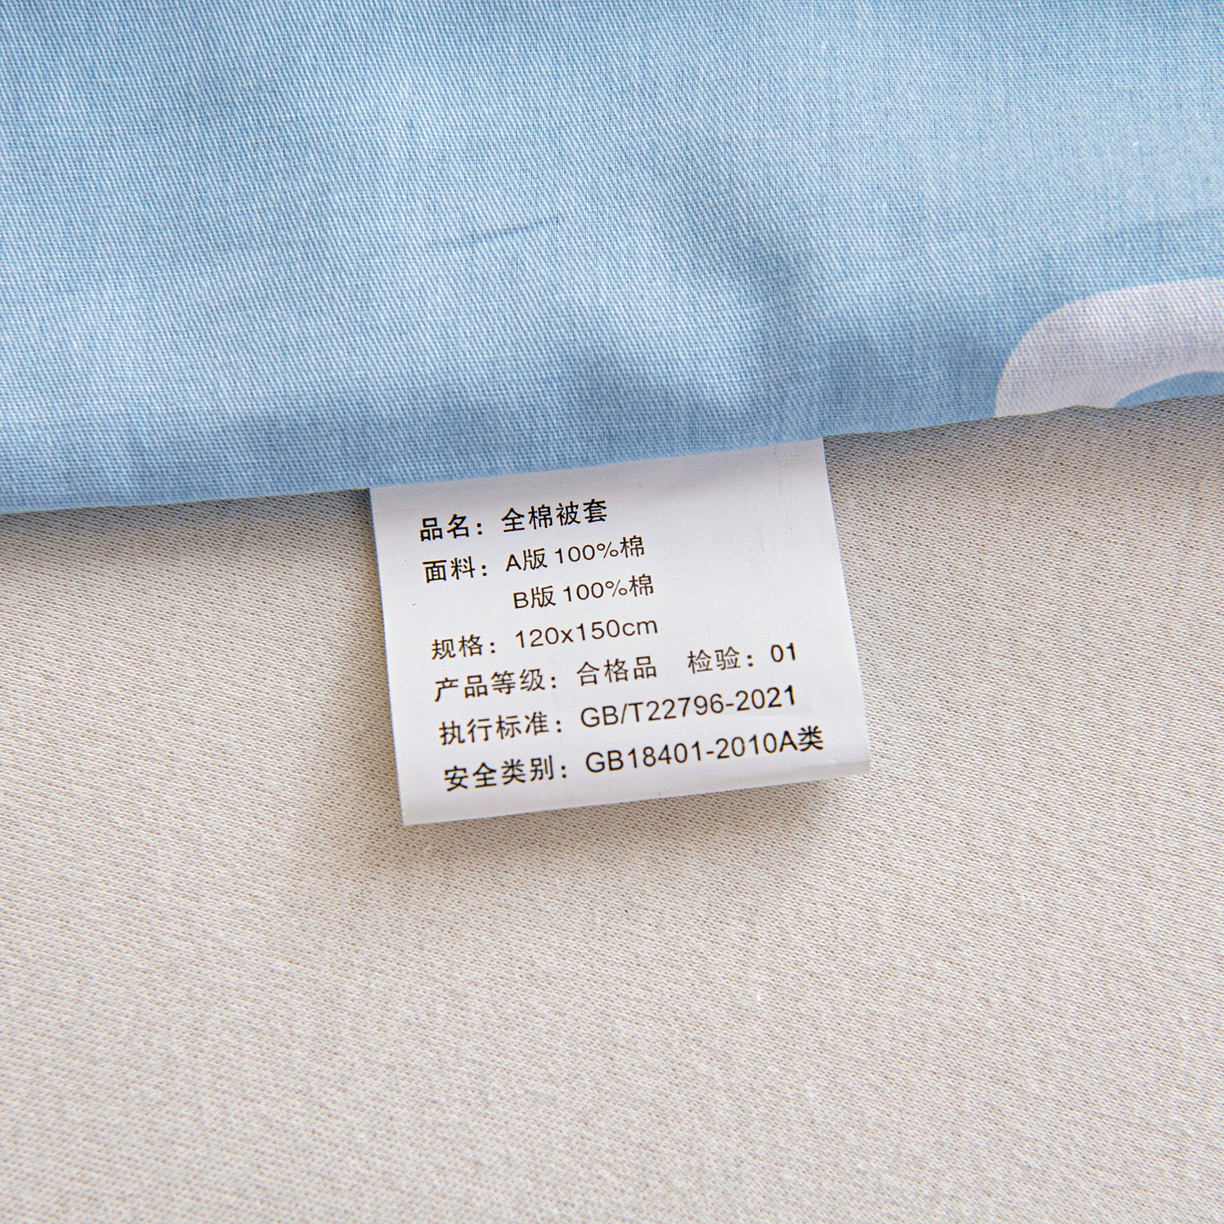 品名：全棉被套
面料：A版 100%棉
B版 100%棉
规格：120x150cm
产品等级：合格品 检验：01
执行标准：GB/T22796-2021
安全类别：GB18401-2010A类